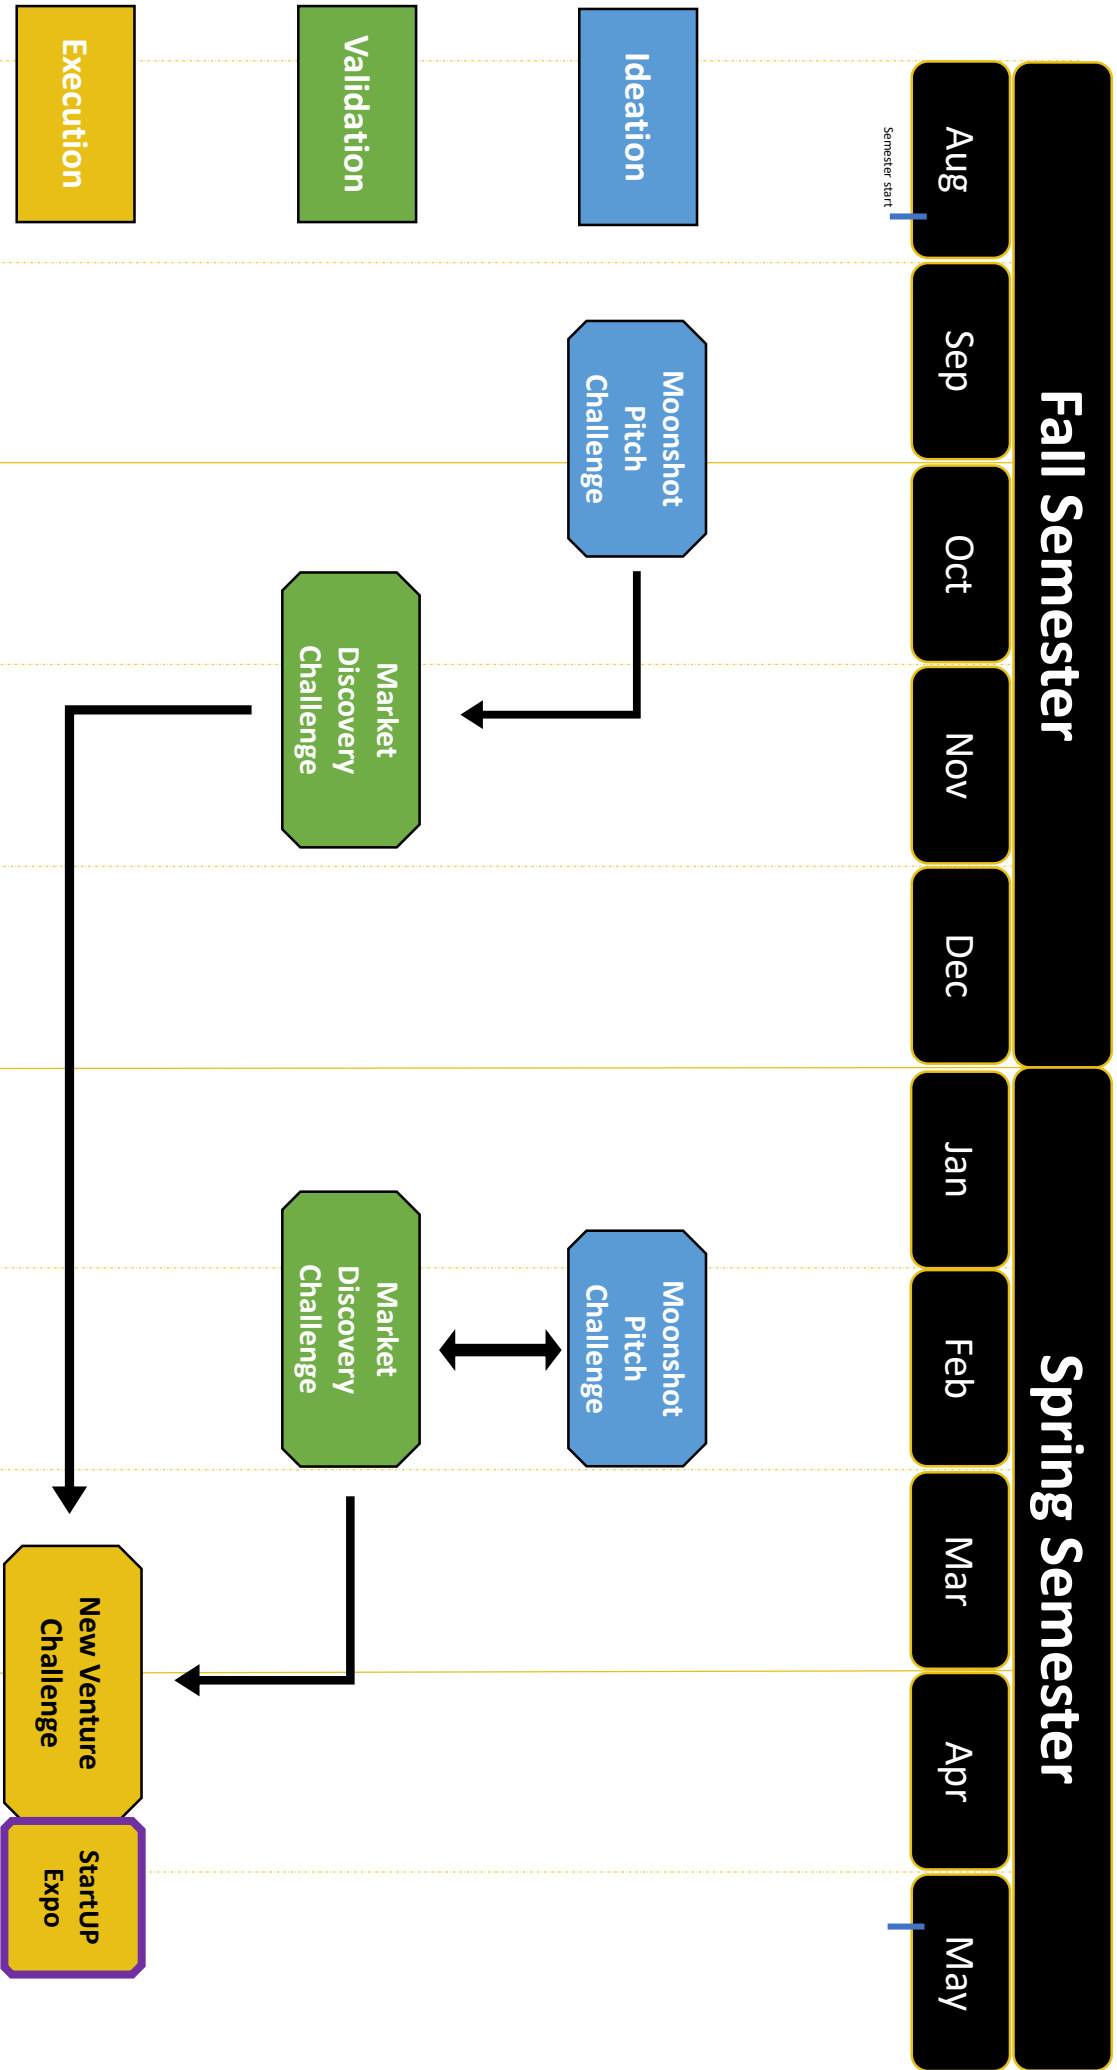 Fall Semester
Spring Semester
Aug
Sep
Oct
Nov
Dec
Jan
Feb
Mar
Apr
May
Semester start
Ideation
Moonshot
Pitch
Challenge
Moonshot
Pitch
Challenge
Validation
Market
Discovery
Challenge
Market
Discovery
Challenge
Execution
New Venture
Challenge
StartUP
Expo